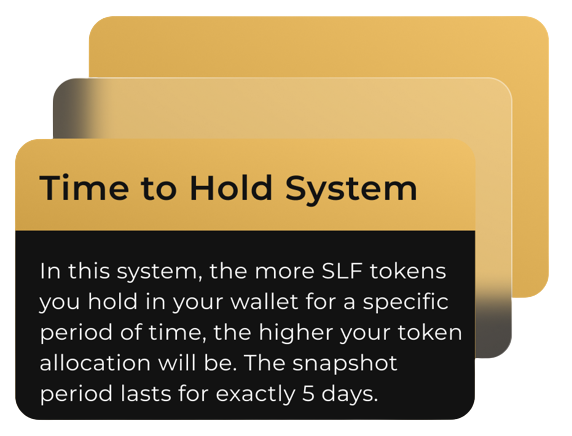 Time to Hold System
In this system, the more SLF tokens
you hold in your wallet for a specific
period of time, the higher your token
allocation will be. The snapshot
period lasts for exactly 5 days.